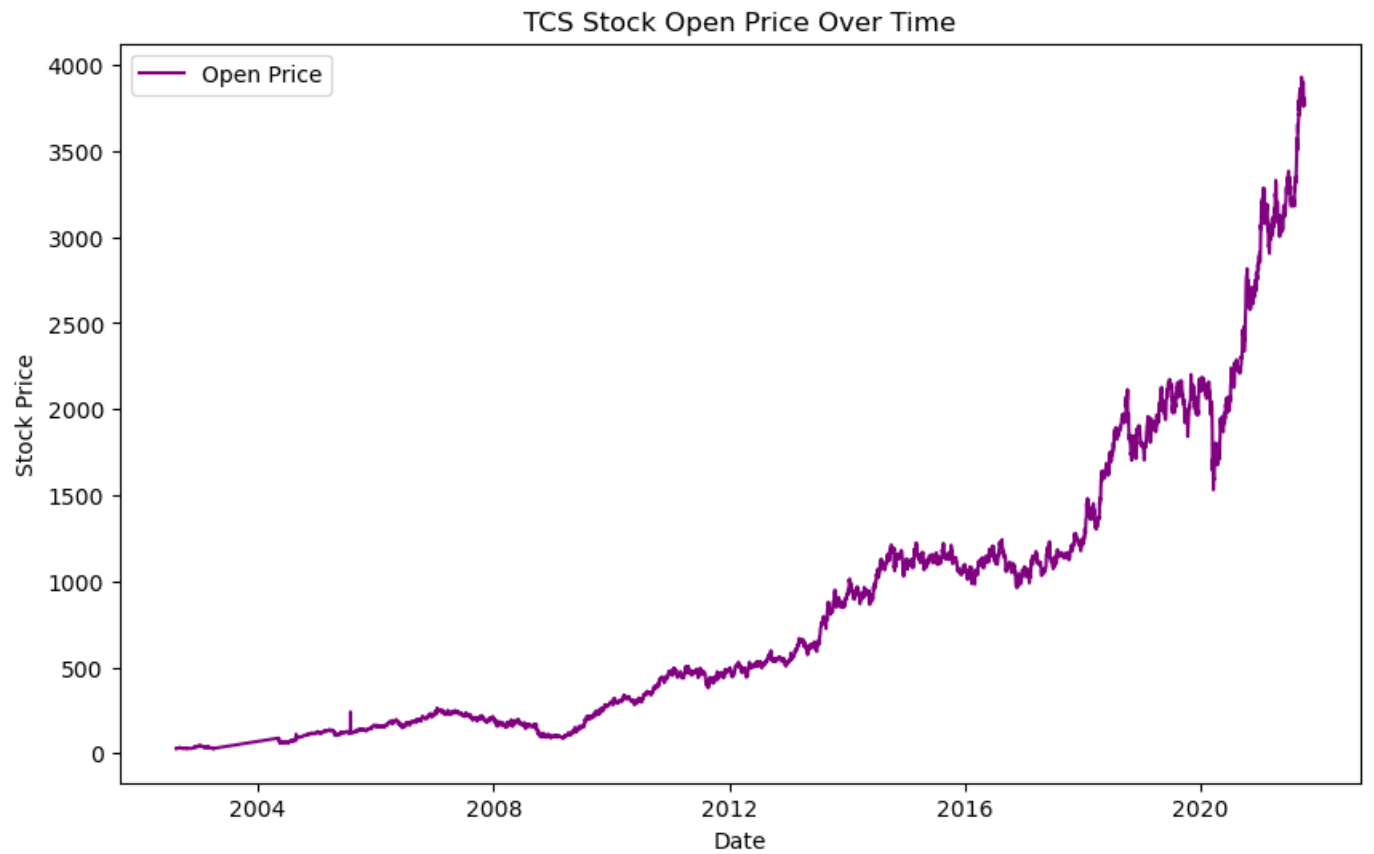 TCS Stock Open Price Over Time
Open Price
4000
3500
3000
2500
2000
1500
1000
500
0
Stock Price
2004 2008 2012 2016 2020
Date